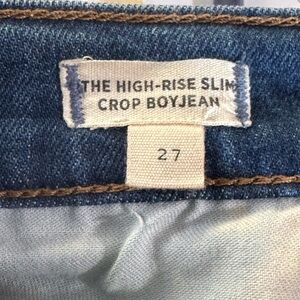 THE HIGH-RISE SLIM
CROP BOYJEAN
27